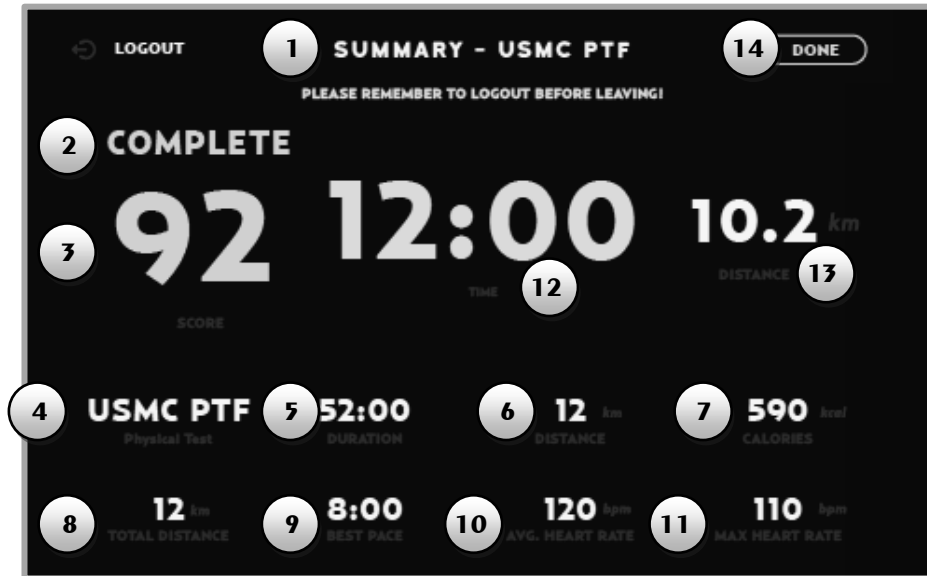 LOGOUT 1 SUMMARY - USMC PTF 14 DONE
PLEASE REMEMBER TO LOGOUT BEFORE LEAVING!
2 COMPLETE
3 92 12:00 10.2 km
TIME 12 DISTANCE 13
SCORE
4 USMC PTF 5 52:00 6 12 km 7 590 kcal
Physical Test DURATION DISTANCE CALORIES
8 12 km 9 8:00 10 120 bpm 11 110 bpm
TOTAL DISTANCE BEST PACE AVG. HEART RATE MAX HEART RATE